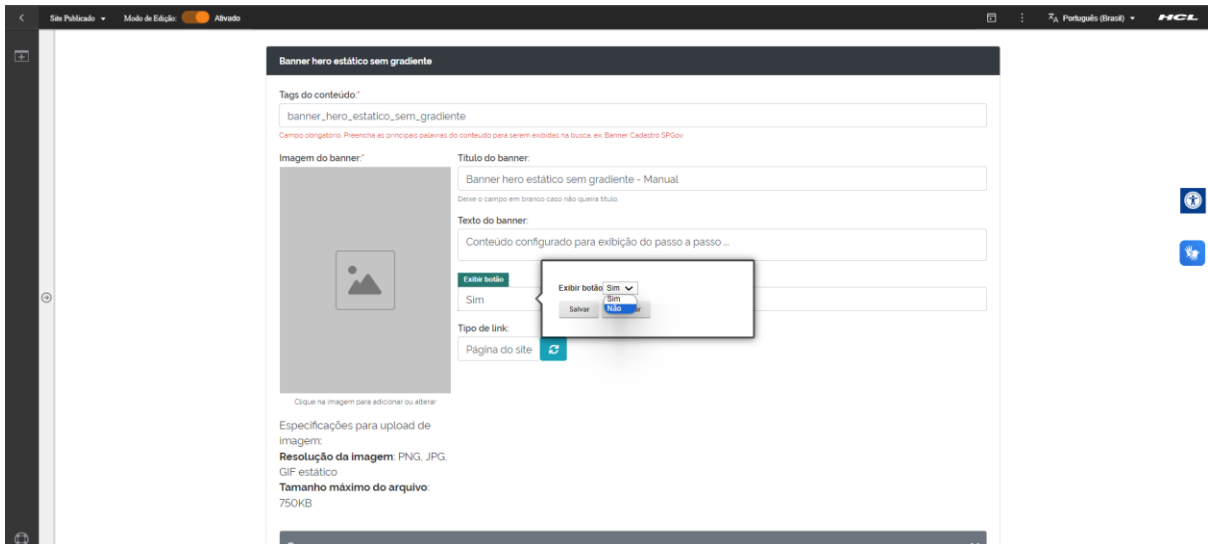 Site Publicado
Modo de Edição: Ativado
Português (Brasil)
HCL
Banner hero estático sem gradiente
Tags do conteúdo:*
banner_hero_estatico_sem_gradiente
Campo obrigatório. Preencha as principais palavras do conteúdo para serem exibidas na busca. ex: Banner Cadastro SPGov
Imagem do banner:*
Título do banner:
Banner hero estático sem gradiente - Manual
Deixe o campo em branco caso não queira título.
Texto do banner:
Conteúdo configurado para exibição do passo a passo ...
Exibir botão
Sim
Exibir botão Sim
Sim
Não
Salvar
Tipo de link:
Página do site
Clique na imagem para adicionar ou alterar
Especificações para upload de
imagem:
Resolução da imagem: PNG, JPG,
GIF estático
Tamanho máximo do arquivo:
750KB